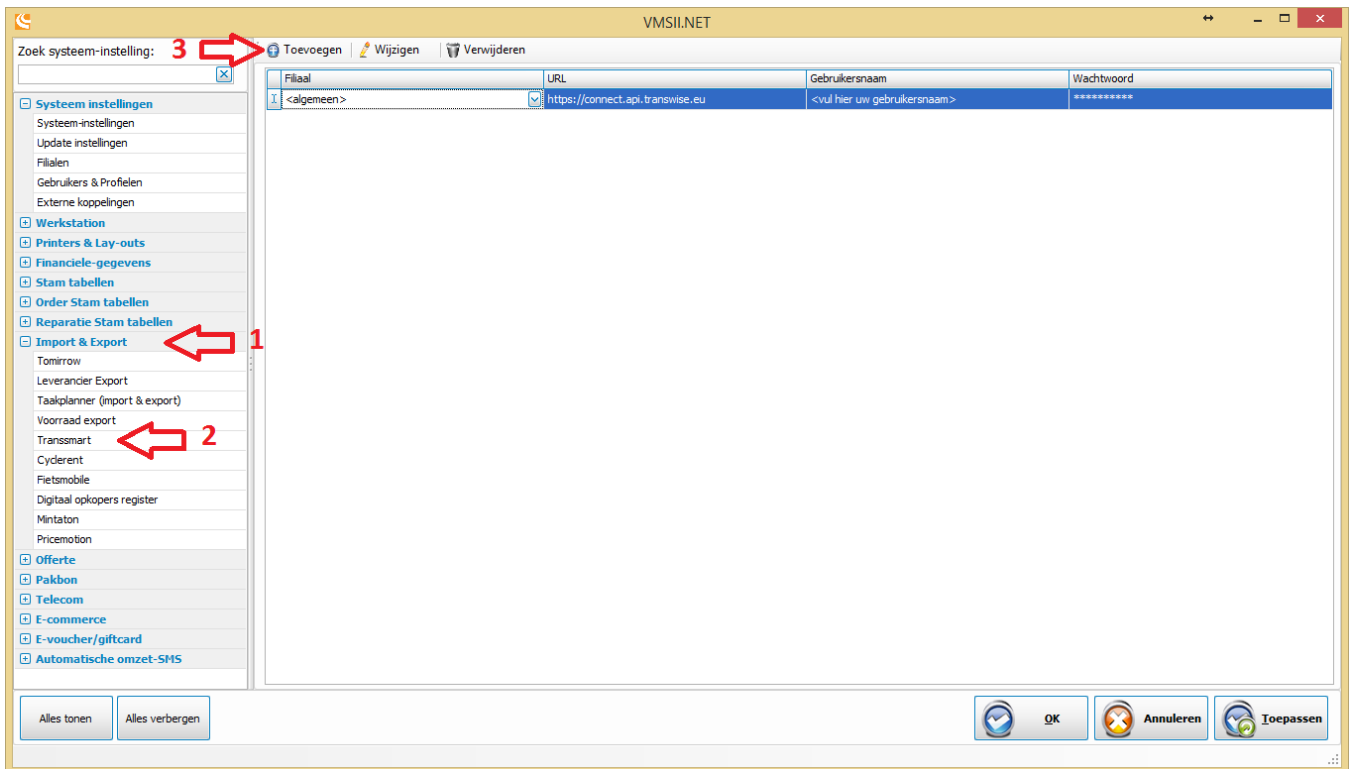 VMSII.NET
Zoek systeem-instelling:
3
Toevoegen
Wijzigen
Verwijderen
Filiaal
URL
Gebruikersnaam
Wachtwoord
<algemeen>
https://connect.api.transwise.eu
<vul hier uw gebruikersnaam>
**********
Systeem instellingen
Systeem-instellingen
Update instellingen
Filialen
Gebruikers & Profielen
Externe koppelingen
Werkstation
Printers & Lay-outs
Financiele-gegevens
Stam tabellen
Order Stam tabellen
Reparatie Stam tabellen
Import & Export
1
Tomirrow
Leverancier Export
Taakplanner (import & export)
Voorraad export
Transsmart
2
Cyclerent
Fietsmobile
Digitaal opkopers register
Mintaton
Pricemotion
Offerte
Pakbon
Telecom
E-commerce
E-voucher/giftcard
Automatische omzet-SMS
Alles tonen
Alles verbergen
OK
Annuleren
Toepassen